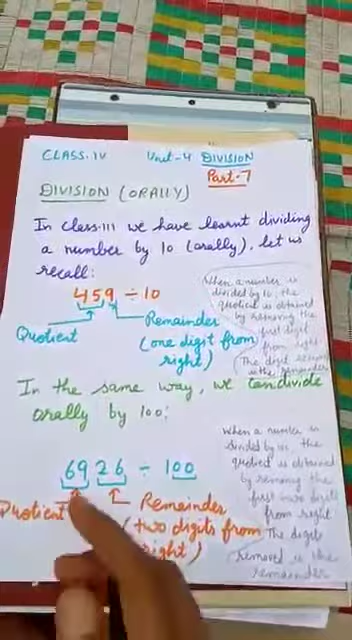 CLASS.IV Unit-4 DIVISION
Part-7
DIVISION (ORALLY)
In Class.III we have learnt dividing
a number by 10 (orally), let us
recall:
459 ÷ 10
Quotient
Remainder
(one digit from
right)
When a number is
divided by 10, the
quotient is obtained
by removing the
first digit
from right
The digit
is the remainder
In the same way, we can divide
orally by 100:
6926 ÷ 100
Quotient
Remainder
(two digits from
right)
When a number is
divided by 100 the
quotient is obtained
by removing the
first two digits
from right
The digits
removed is the
remainder